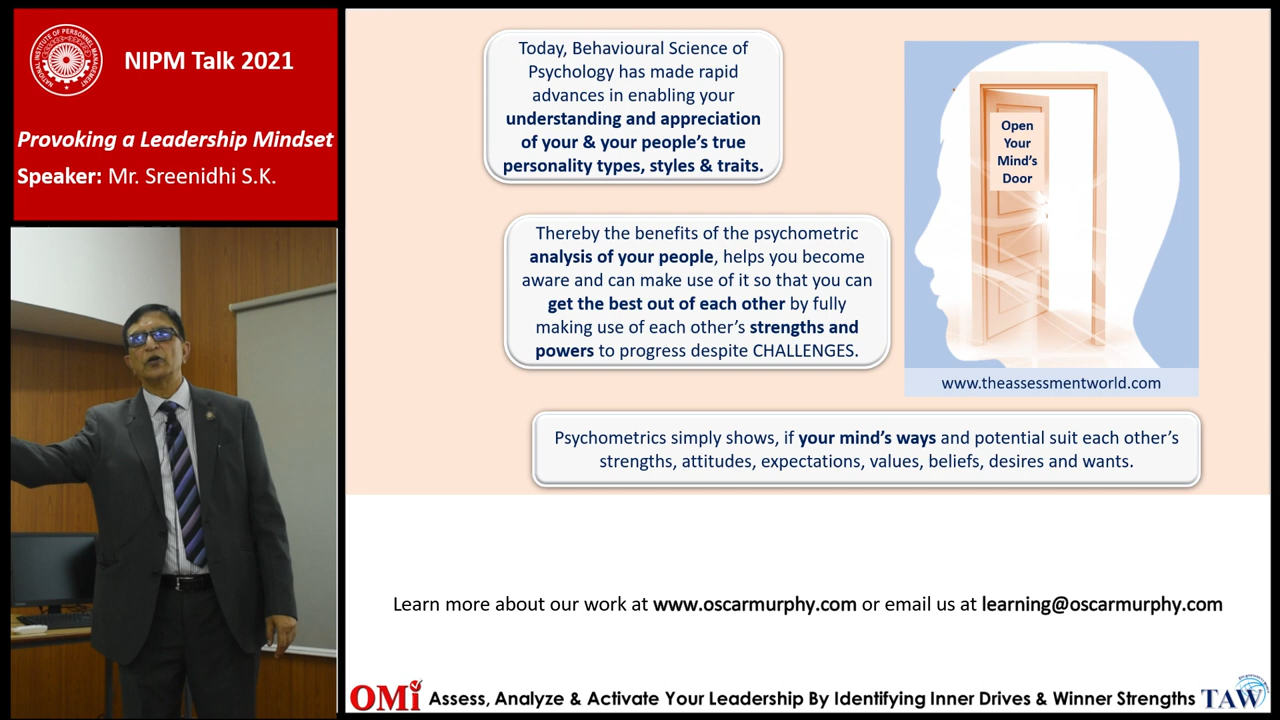 NATIONAL INSTITUTE OF PERSONNEL MANAGEMENT
NIPM Talk 2021
Provoking a Leadership Mindset
Speaker: Mr. Sreenidhi S.K.
Today, Behavioural Science of
Psychology has made rapid
advances in enabling your
understanding and appreciation
of your & your people's true
personality types, styles & traits.
Open
Your
Mind's
Door
Thereby the benefits of the psychometric
analysis of your people, helps you become
aware and can make use of it so that you can
get the best out of each other by fully
making use of each other's strengths and
powers to progress despite CHALLENGES.
www.theassessmentworld.com
Psychometrics simply shows, if your mind's ways and potential suit each other's
strengths, attitudes, expectations, values, beliefs, desires and wants.
Learn more about our work at www.oscarmurphy.com or email us at learning@oscarmurphy.com
OMi Assess, Analyze & Activate Your Leadership By Identifying Inner Drives & Winner Strengths TAW